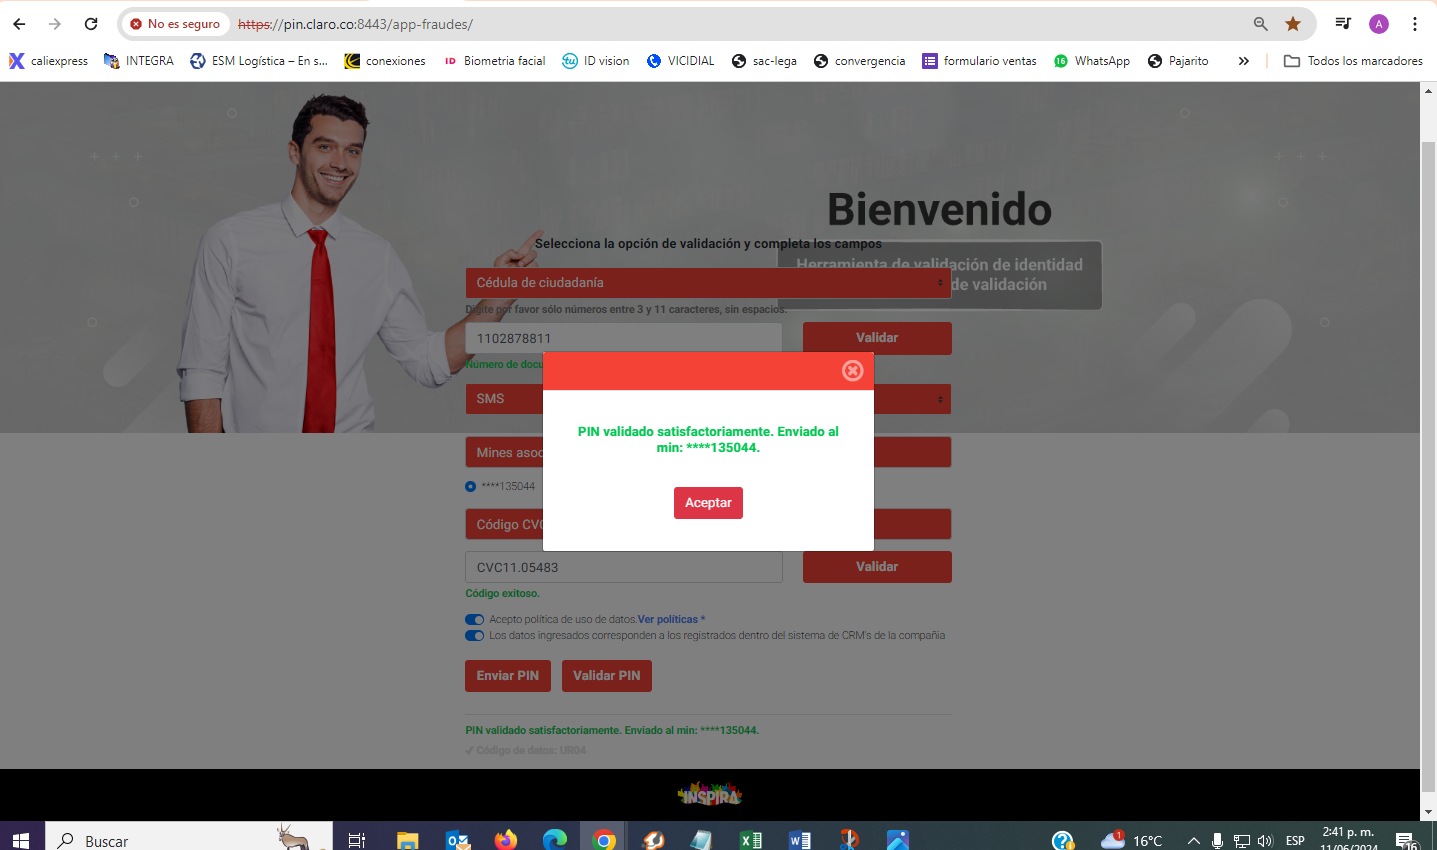 No es seguro https://pin.claro.co:8443/app-fraudes/ A
caliexpress INTEGRA ESM Logística – En s... conexiones ID Biometria facial ID vision VICIDIAL sac-lega convergencia formulario ventas 16 WhatsApp Pajarito » Todos los marcadores
Bienvenido
Selecciona la opción de validación y completa los campos
Herramienta de validación de identidad
de validación
Cédula de ciudadanía
Digite por favor sólo números entre 3 y 11 caracteres, sin espacios.
1102878811 Validar
Número de docu
SMS
PIN validado satisfactoriamente. Enviado al
min: ****135044.
Mines asoc
****135044
Aceptar
Código CVC
CVC11.05483 Validar
Código exitoso.
Acepto política de uso de datos.Ver políticas *
Los datos ingresados corresponden a los registrados dentro del sistema de CRM's de la compañia
Enviar PIN Validar PIN
PIN validado satisfactoriamente. Enviado al min: ****135044.
✔ Código de datos: UR04
INSPIRA
Buscar 1 16°C ESP 2:41 p. m.
11/06/2024 16